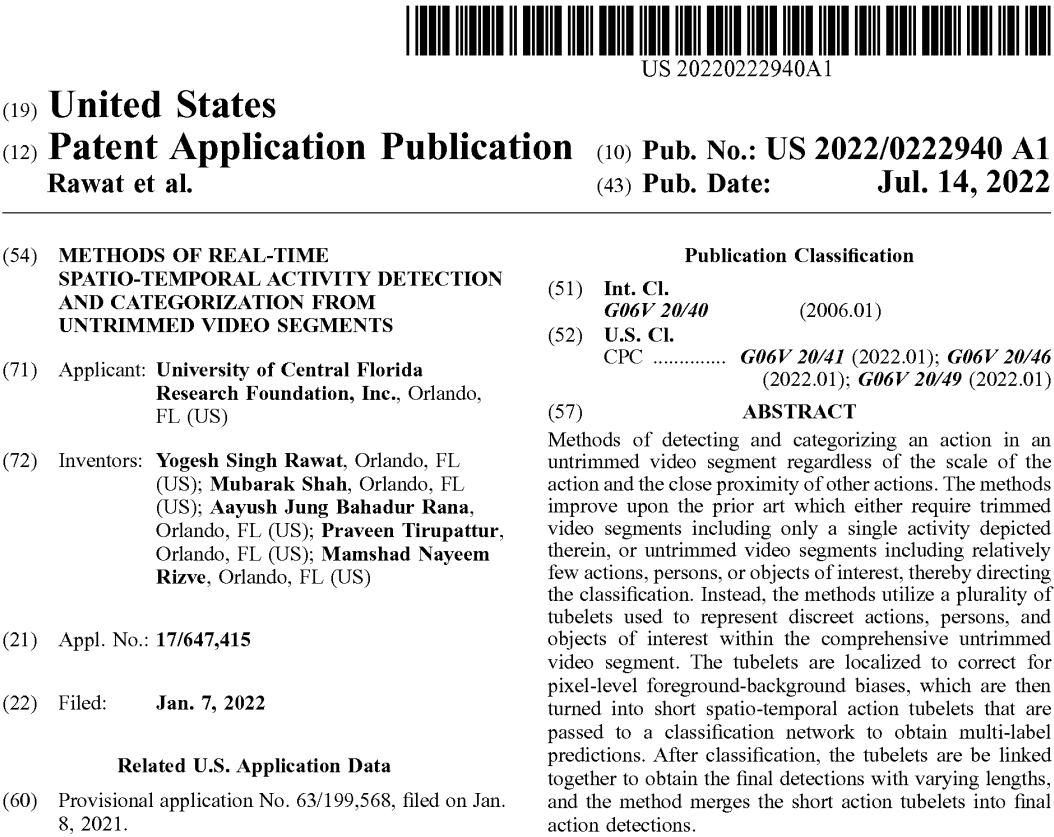 US 20220222940A1
(19) United States
(12) Patent Application Publication
Rawat et al.
(10) Pub. No.: US 2022/0222940 A1
(43) Pub. Date: Jul. 14, 2022
(54) METHODS OF REAL-TIME
SPATIO-TEMPORAL ACTIVITY DETECTION
AND CATEGORIZATION FROM
UNTRIMMED VIDEO SEGMENTS
(71) Applicant: University of Central Florida
Research Foundation, Inc., Orlando,
FL (US)
(72) Inventors: Yogesh Singh Rawat, Orlando, FL
(US); Mubarak Shah, Orlando, FL
(US); Aayush Jung Bahadur Rana,
Orlando, FL (US); Praveen Tirupattur,
Orlando, FL (US); Mamshad Nayeem
Rizve, Orlando, FL (US)
(21) Appl. No.: 17/647,415
(22) Filed: Jan. 7, 2022
Related U.S. Application Data
(60) Provisional application No. 63/199,568, filed on Jan.
8, 2021.
Publication Classification
(51) Int. Cl.
G06V 20/40 (2006.01)
(52) U.S. Cl.
CPC .............. G06V 20/41 (2022.01); G06V 20/46
(2022.01); G06V 20/49 (2022.01)
(57) ABSTRACT
Methods of detecting and categorizing an action in an
untrimmed video segment regardless of the scale of the
action and the close proximity of other actions. The methods
improve upon the prior art which either require trimmed
video segments including only a single activity depicted
therein, or untrimmed video segments including relatively
few actions, persons, or objects of interest, thereby directing
the classification. Instead, the methods utilize a plurality of
tubelets used to represent discreet actions, persons, and
objects of interest within the comprehensive untrimmed
video segment. The tubelets are localized to correct for
pixel-level foreground-background biases, which are then
turned into short spatio-temporal action tubelets that are
passed to a classification network to obtain multi-label
predictions. After classification, the tubelets are be linked
together to obtain the final detections with varying lengths,
and the method merges the short action tubelets into final
action detections.